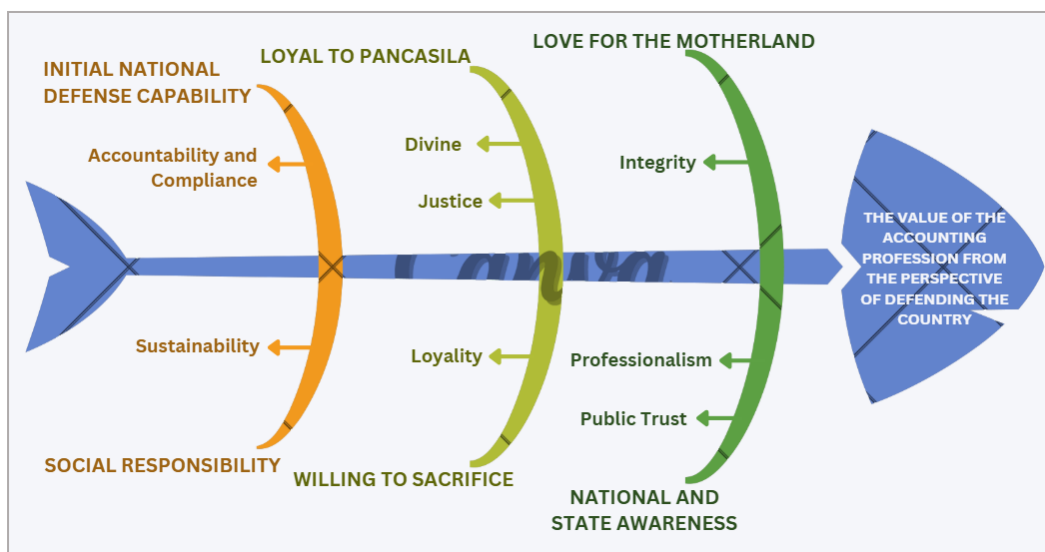 INITIAL NATIONAL
DEFENSE CAPABILITY
Accountability and
Compliance
Sustainability
SOCIAL RESPONSIBILITY
LOYAL TO PANCASILA
Divine
Justice
Loyality
WILLING TO SACRIFICE
LOVE FOR THE MOTHERLAND
Integrity
Professionalism
Public Trust
NATIONAL AND
STATE AWARENESS
Canva
THE VALUE OF THE
ACCOUNTING
PROFESSION FROM
THE PERSPECTIVE
OF DEFENDING THE
COUNTRY